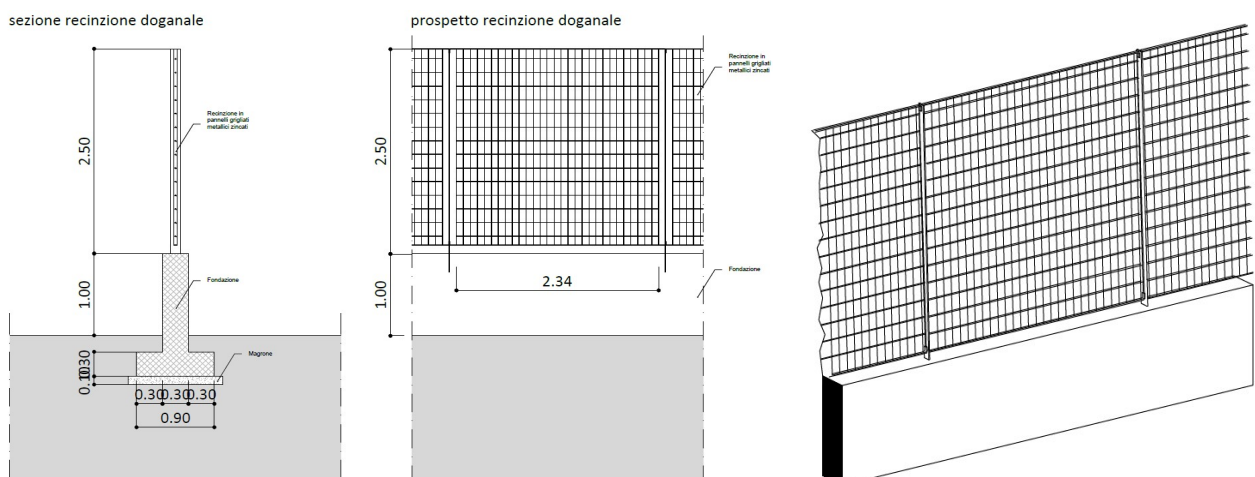 sezione recinzione doganale
2.50
Recinzione in
pannelli grigliati
metallici zincati
1.00
Fondazione
0.30
0.10
Magrone
0.30
0.30
0.30
0.90
prospetto recinzione doganale
2.50
Recinzione in
pannelli grigliati
metallici zincati
2.34
1.00
Fondazione